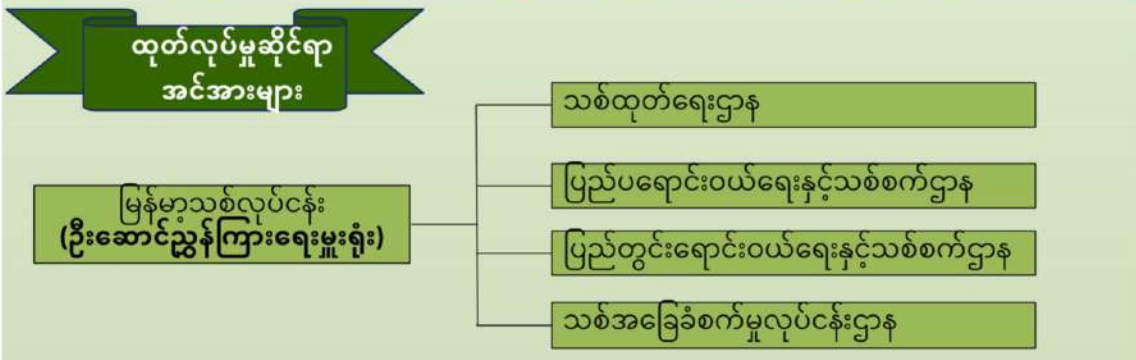 ထုတ်လုပ်မှုဆိုင်ရာ
အင်အားများ
မြန်မာ့သစ်လုပ်ငန်း
(ဦးဆောင်ညွှန်ကြားရေးမှူးရုံး)
သစ်ထုတ်ရေးဌာန
ပြည်ပရောင်းဝယ်ရေးနှင့်သစ်စက်ဌာန
ပြည်တွင်းရောင်းဝယ်ရေးနှင့်သစ်စက်ဌာန
သစ်အခြေခံစက်မှုလုပ်ငန်းဌာန